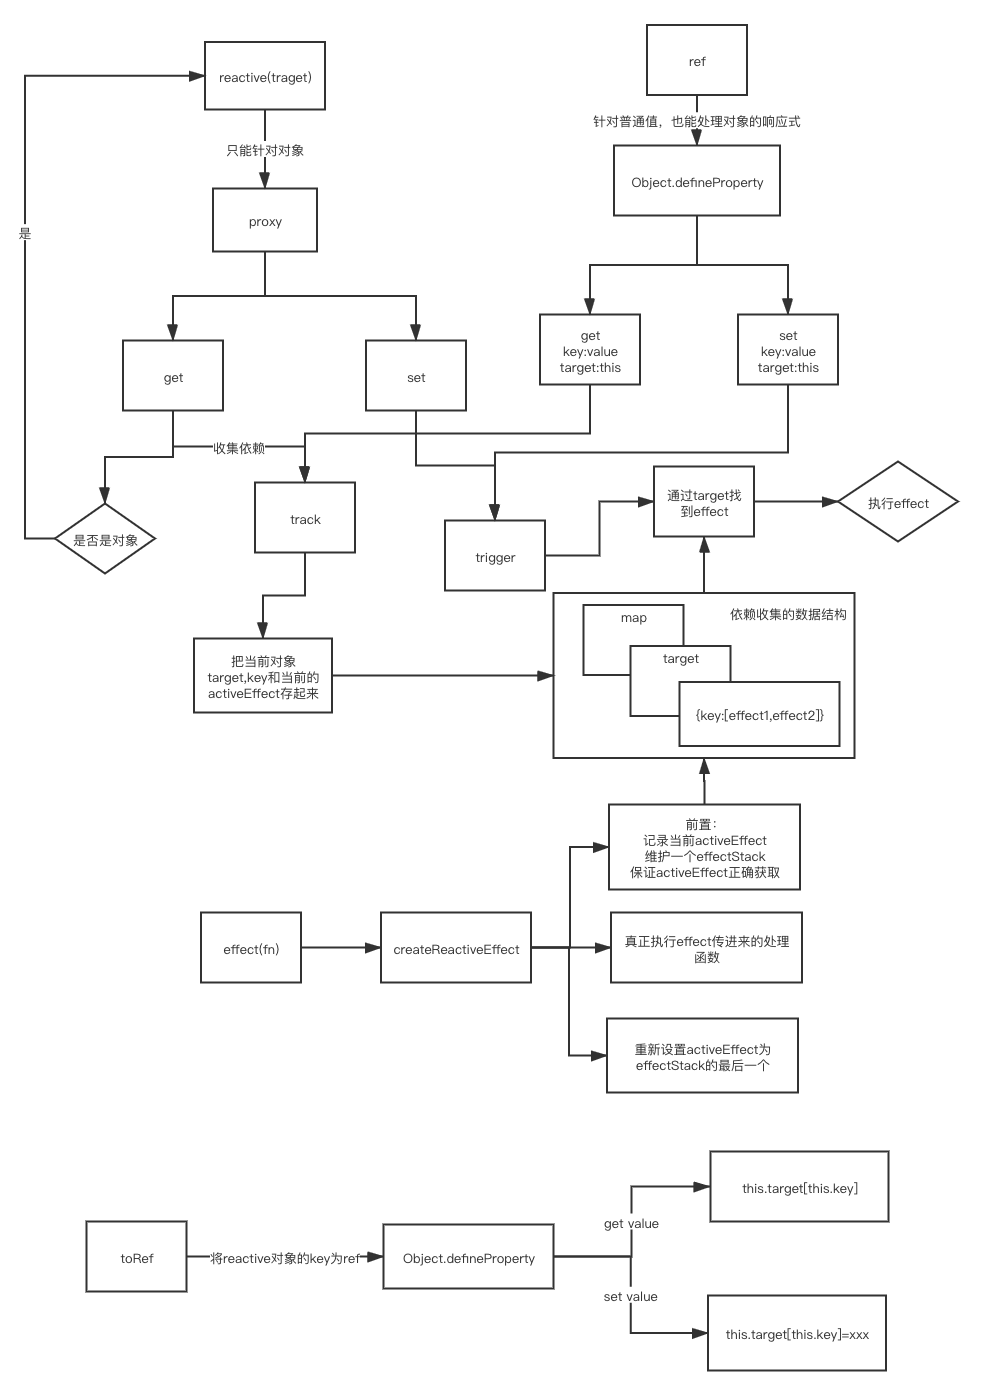 ref
reactive(traget)
针对普通值，也能处理对象的响应式
只能针对对象
Object.defineProperty
proxy
是
get
key:value
target:this
set
key:value
target:this
get
set
收集依赖
通过target找
到effect
执行effect
track
是否是对象
trigger
依赖收集的数据结构
map
target
{key:[effect1,effect2]}
把当前对象
target,key和当前的
activeEffect存起来
前置：
记录当前activeEffect
维护一个effectStack
保证activeEffect正确获取
effect(fn)
createReactiveEffect
真正执行effect传进来的处理
函数
重新设置activeEffect为
effectStack的最后一个
this.target[this.key]
get value
toRef
将reactive对象的key为ref
Object.defineProperty
set value
this.target[this.key]=xxx